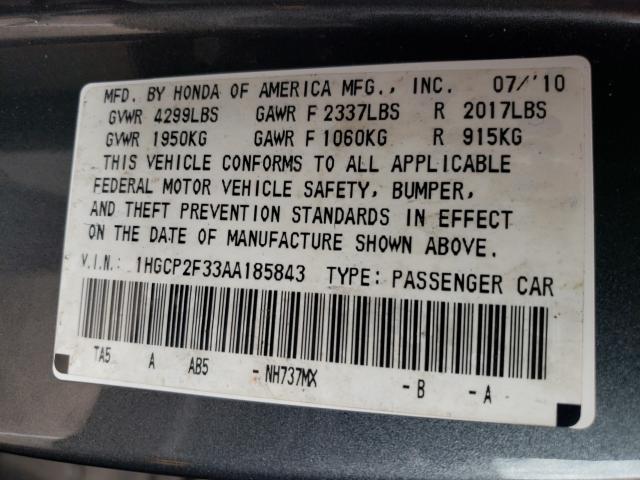 MFD. BY HONDA OF AMERICA MFG., INC. 07/'10
GVWR 4299LBS GAWR F 2337LBS R 2017LBS
GVWR 1950KG GAWR F 1060KG R 915KG
THIS VEHICLE CONFORMS TO ALL APPLICABLE
FEDERAL MOTOR VEHICLE SAFETY, BUMPER,
AND THEFT PREVENTION STANDARDS IN EFFECT
ON THE DATE OF MANUFACTURE SHOWN ABOVE.
V.I.N.: 1HGCP2F33AA185843 TYPE: PASSENGER CAR
TA5 A AB5 -NH737MX -B -A